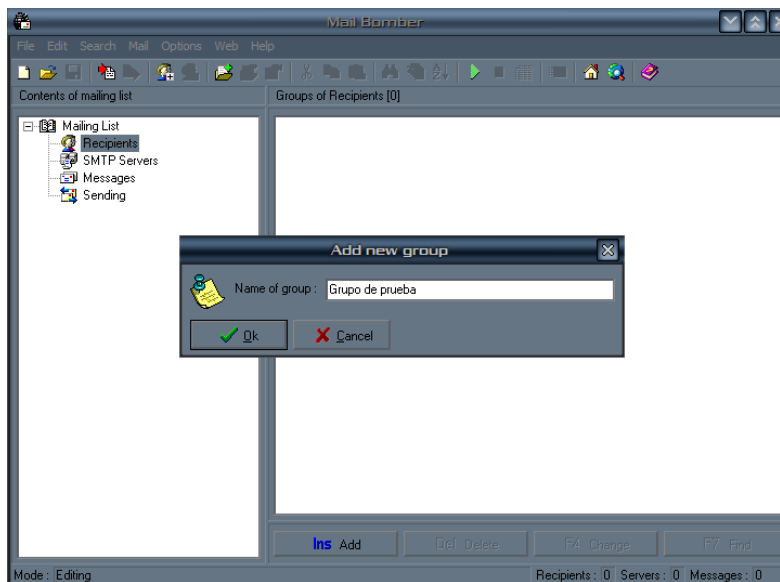 Mail Bomber
File Edit Search Mail Options Web Help
Contents of mailing list
Groups of Recipients [0]
Mailing List
Recipients
SMTP Servers
Messages
Sending
Add new group
Name of group :
Grupo de prueba
Ok
Cancel
Ins Add
Del Delete
F4 Change
F7 Find
Mode : Editing
Recipients : 0 Servers : 0 Messages : 0